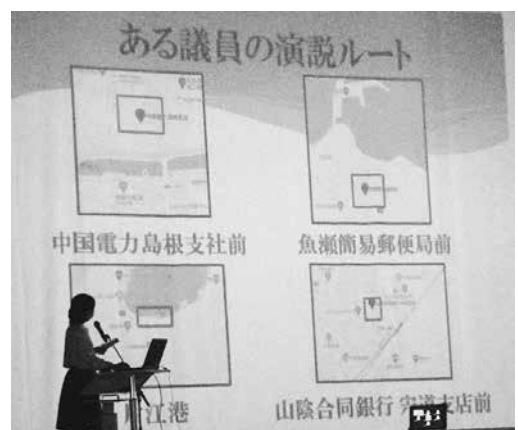 ある議員の演説ルート
中国電力島根支社前
魚瀬簡易郵便局前
江港
山陰合同銀行 宍道支店前